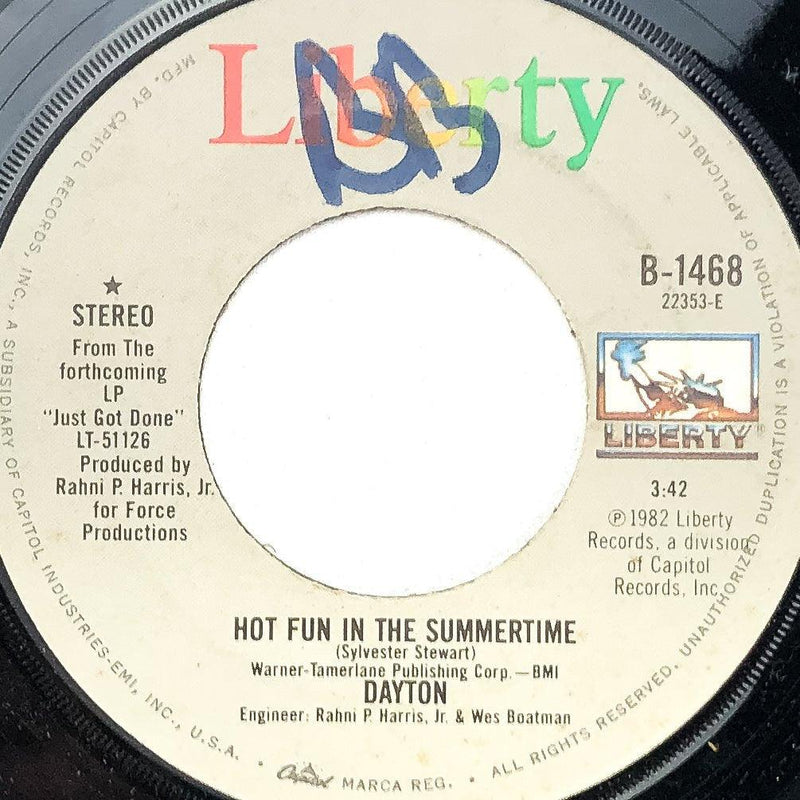 Liberty
B-1468
22353-E
★
STEREO
From The
forthcoming
LP
"Just Got Done"
LT-51126
Produced by
Rahni P. Harris, Jr.
for Force
Productions
LIBERTY®
3:42
Ⓟ1982 Liberty
Records, a division
of Capitol
Records, Inc.
HOT FUN IN THE SUMMERTIME
(Sylvester Stewart)
Warner-Tamerlane Publishing Corp.—BMI
DAYTON
Engineer: Rahni P. Harris, Jr. & Wes Boatman
MFD. BY CAPITOL RECORDS, INC., A SUBSIDIARY OF CAPITOL INDUSTRIES-EMI, INC., U.S.A. • Capitol MARCA REG. • ALL RIGHTS RESERVED. UNAUTHORIZED DUPLICATION IS A VIOLATION OF APPLICABLE LAWS.